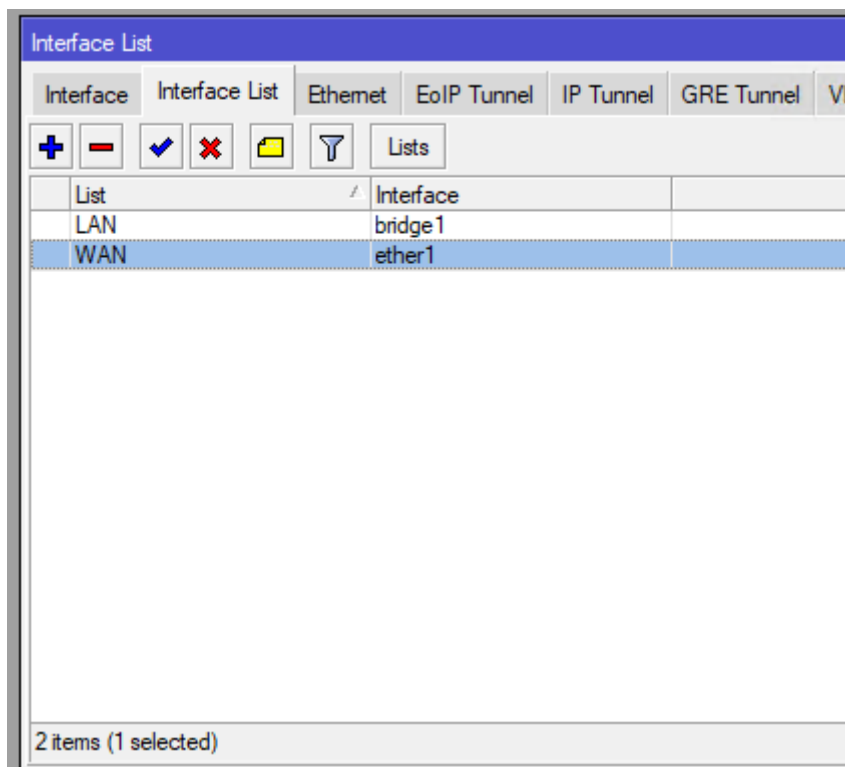 Interface List
Interface Interface List Ethernet EoIP Tunnel IP Tunnel GRE Tunnel
Lists
List Interface
LAN bridge1
WAN ether1
2 items (1 selected)